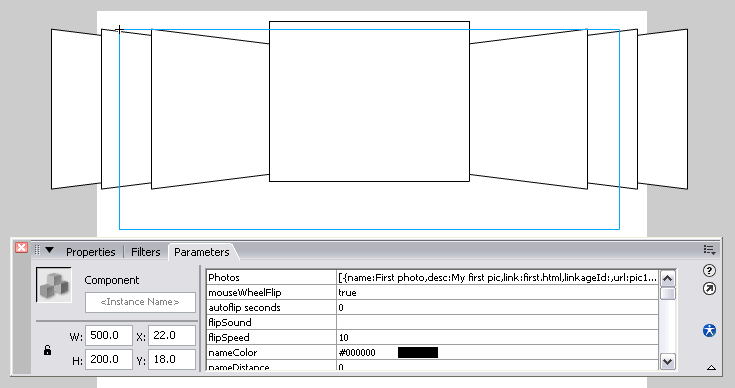 Properties Filters Parameters
Component
<Instance Name>
W: 500.0 X: 22.0
H: 200.0 Y: 18.0
Photos [{name:First photo,desc:My first pic,link:first.html,linkageId:,url:pic1...
mouseWheelFlip true
autoflip seconds 0
flipSound
flipSpeed 10
nameColor #000000
nameDistance 0